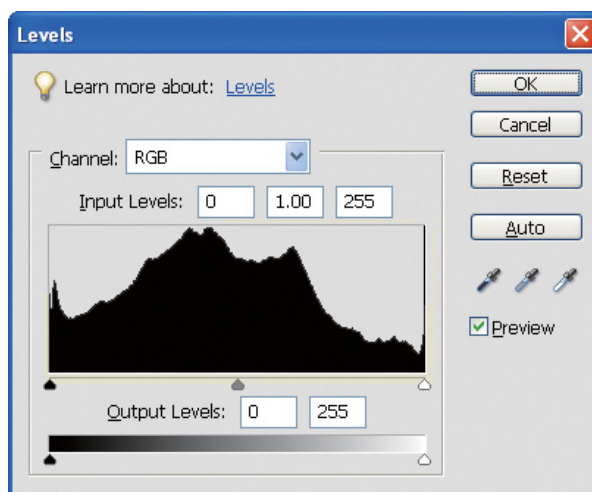 Levels
Learn more about: Levels
OK
Cancel
Channel: RGB
Reset
Input Levels: 0 1.00 255
Auto
Preview
Output Levels: 0 255